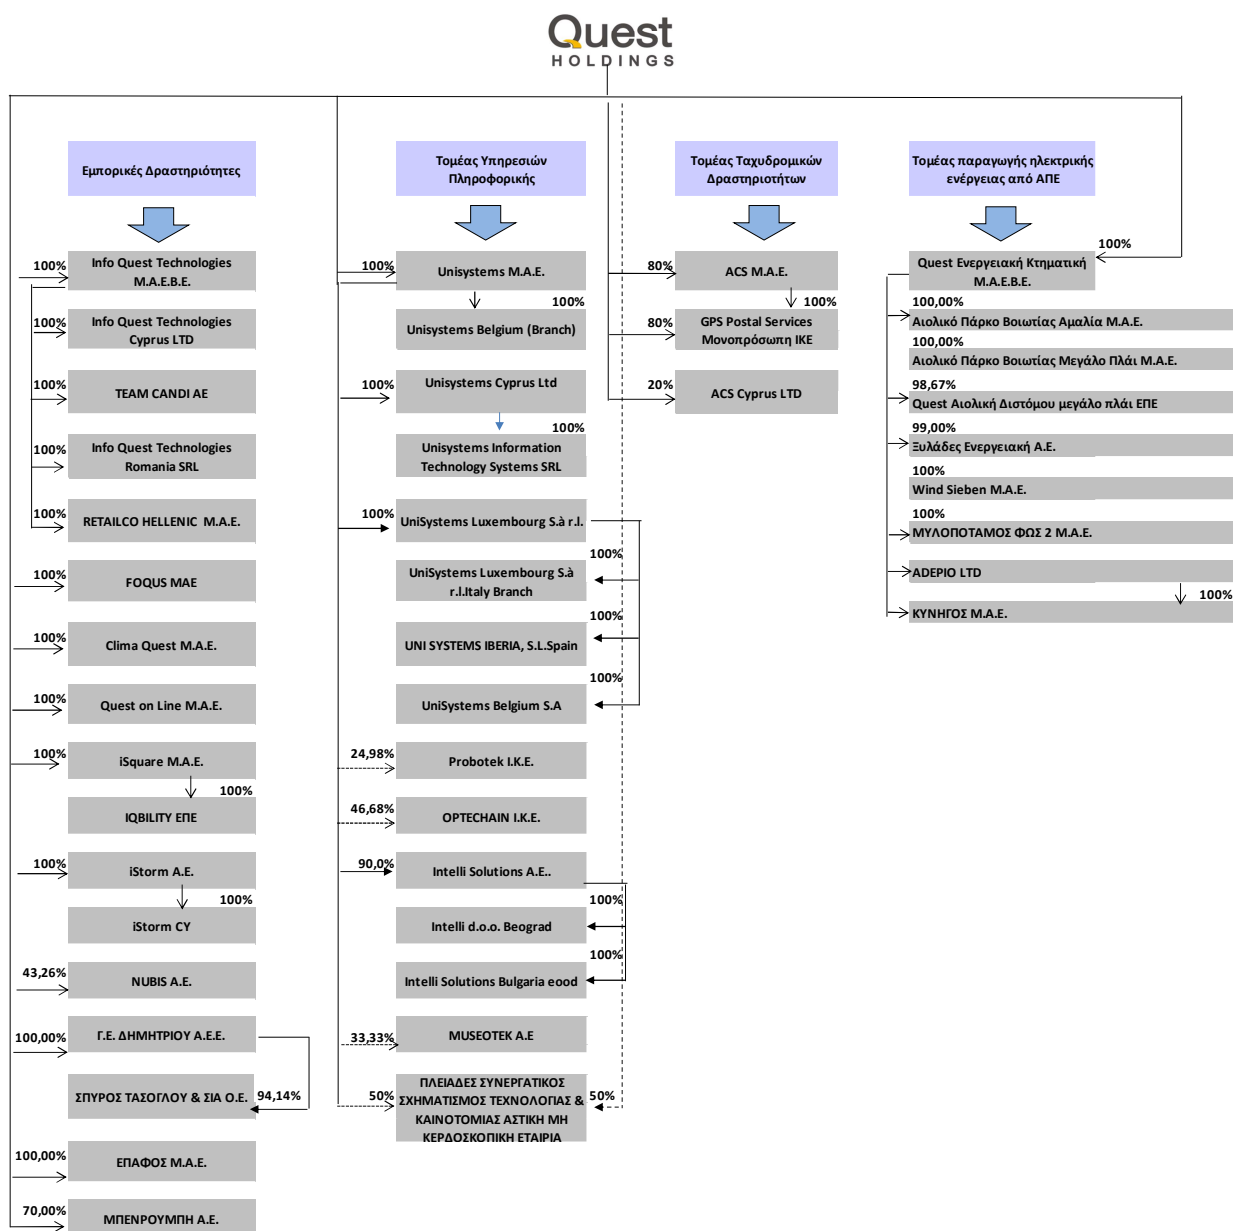 Quest
HOLDINGS
Εμπορικές Δραστηριότητες
100%
Info Quest Technologies
Μ.Α.Ε.Β.Ε.
100%
Info Quest Technologies
Cyprus LTD
100%
TEAM CANDI ΑΕ
100%
Info Quest Technologies
Romania SRL
100%
RETAILCO HELLENIC Μ.Α.Ε.
100%
FOQUS ΜΑΕ
100%
Clima Quest Μ.Α.Ε.
100%
Quest on Line Μ.Α.Ε.
100%
iSquare Μ.Α.Ε.
100%
IQBILITY ΕΠΕ
100%
iStorm Α.Ε.
100%
iStorm CY
43,26%
NUBIS Α.Ε.
100,00%
Γ.Ε. ΔΗΜΗΤΡΙΟΥ Α.Ε.Ε.
ΣΠΥΡΟΣ ΤΑΣΟΓΛΟΥ & ΣΙΑ Ο.Ε.
94,14%
100,00%
ΕΠΑΦΟΣ Μ.Α.Ε.
70,00%
ΜΠΕΝΡΟΥΜΠΗ Α.Ε.
Τομέας Υπηρεσιών
Πληροφορικής
100%
Unisystems Μ.Α.Ε.
100%
Unisystems Belgium (Branch)
100%
Unisystems Cyprus Ltd
100%
Unisystems Information
Technology Systems SRL
100%
UniSystems Luxembourg S.à r.l.
100%
UniSystems Luxembourg S.à
r.l.Italy Branch
100%
UNI SYSTEMS IBERIA, S.L.Spain
100%
UniSystems Belgium S.A
24,98%
Probotek Ι.Κ.Ε.
46,68%
OPTECHAIN Ι.Κ.Ε.
90,0%
Intelli Solutions Α.Ε..
100%
Intelli d.o.o. Beograd
100%
Intelli Solutions Bulgaria eood
33,33%
MUSEOTEK Α.Ε
50%
ΠΛΕΙΑΔΕΣ ΣΥΝΕΡΓΑΤΙΚΟΣ
ΣΧΗΜΑΤΙΣΜΟΣ ΤΕΧΝΟΛΟΓΙΑΣ &
ΚΑΙΝΟΤΟΜΙΑΣ ΑΣΤΙΚΗ ΜΗ
ΚΕΡΔΟΣΚΟΠΙΚΗ ΕΤΑΙΡΙΑ
50%
Τομέας Ταχυδρομικών
Δραστηριοτήτων
80%
ACS Μ.Α.Ε.
100%
80%
GPS Postal Services
Μονοπρόσωπη ΙΚΕ
20%
ACS Cyprus LTD
Τομέας παραγωγής ηλεκτρικής
ενέργειας από ΑΠΕ
100%
Quest Ενεργειακή Κτηματική
Μ.Α.Ε.Β.Ε.
100,00%
Αιολικό Πάρκο Βοιωτίας Αμαλία Μ.Α.Ε.
100,00%
Αιολικό Πάρκο Βοιωτίας Μεγάλο Πλάι Μ.Α.Ε.
98,67%
Quest Αιολική Διστόμου μεγάλο πλάι ΕΠΕ
99,00%
Ξυλάδες Ενεργειακή Α.Ε.
100%
Wind Sieben Μ.Α.Ε.
100%
ΜΥΛΟΠΟΤΑΜΟΣ ΦΩΣ 2 Μ.Α.Ε.
ADEPIO LTD
100%
ΚΥΝΗΓΟΣ Μ.Α.Ε.